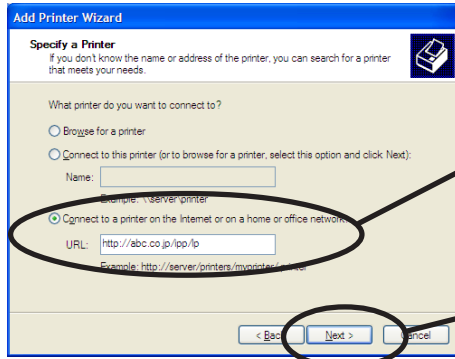 Add Printer Wizard
Specify a Printer
If you don't know the name or address of the printer, you can search for a printer
that meets your needs.
What printer do you want to connect to?
Browse for a printer
Connect to this printer (or to browse for a printer, select this option and click Next):
Name:
Example: \\server\printer
Connect to a printer on the Internet or on a home or office network:
URL: http://abc.co.jp/ipp/lp
Example: http://server/printers/myprinter/.printer
< Back Next > Cancel